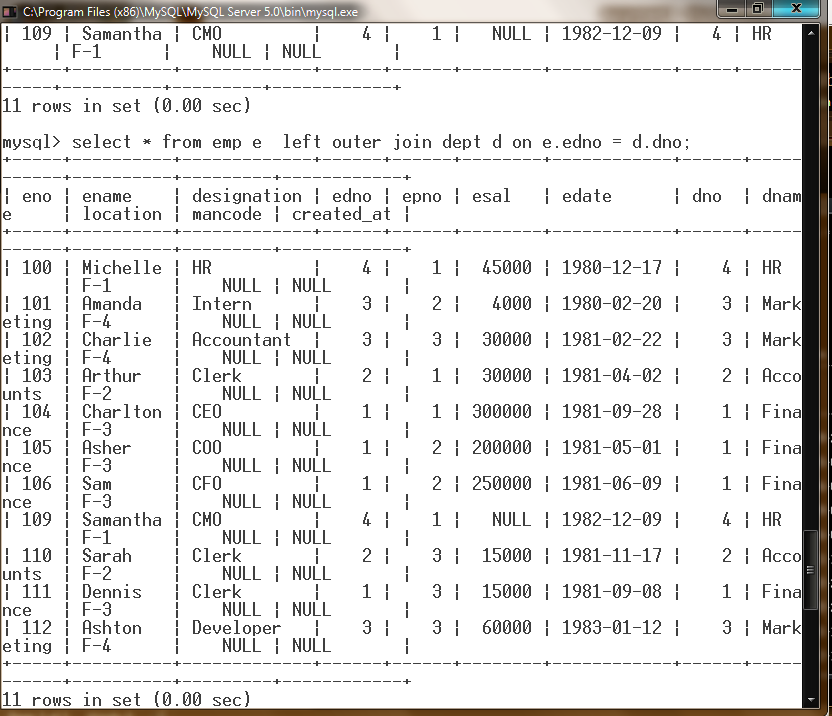 C:\Program Files (x86)\MySQL\MySQL Server 5.0\bin\mysql.exe
| 109 | Samantha | CMO         |    4 |     1 |   NULL | 1982-12-09 |   4 | HR
      | F-1      |    NULL | NULL       |
+-----+----------+-------------+------+-------+--------+------------+-----+-----
------+----------+---------+------------+
11 rows in set (0.00 sec)
mysql> select * from emp e  left outer join dept d on e.edno = d.dno;
+-----+----------+-------------+------+-------+--------+------------+------+-----
------+----------+---------+------------+
| eno | ename    | designation | edno | epno | esal   | edate      | dno  | dnam
e     | location | mancode | created_at |
+-----+----------+-------------+------+-------+--------+------------+------+-----
------+----------+---------+------------+
| 100 | Michelle | HR          |    4 |     1 |  45000 | 1980-12-17 |    4 | HR
      | F-1      |    NULL | NULL       |
| 101 | Amanda   | Intern      |    3 |     2 |   4000 | 1980-02-20 |    3 | Mark
eting | F-4      |    NULL | NULL       |
| 102 | Charlie  | Accountant  |    3 |     3 |  30000 | 1981-02-22 |    3 | Mark
eting | F-4      |    NULL | NULL       |
| 103 | Arthur   | Clerk       |    2 |     1 |  30000 | 1981-04-02 |    2 | Acco
unts  | F-2      |    NULL | NULL       |
| 104 | Charlton | CEO         |    1 |     1 | 300000 | 1981-09-28 |    1 | Fina
nce   | F-3      |    NULL | NULL       |
| 105 | Asher    | COO         |    1 |     2 | 200000 | 1981-05-01 |    1 | Fina
nce   | F-3      |    NULL | NULL       |
| 106 | Sam      | CFO         |    1 |     2 | 250000 | 1981-06-09 |    1 | Fina
nce   | F-3      |    NULL | NULL       |
| 109 | Samantha | CMO         |    4 |     1 |   NULL | 1982-12-09 |    4 | HR
      | F-1      |    NULL | NULL       |
| 110 | Sarah    | Clerk       |    2 |     3 |  15000 | 1981-11-17 |    2 | Acco
unts  | F-2      |    NULL | NULL       |
| 111 | Dennis   | Clerk       |    1 |     3 |  15000 | 1981-09-08 |    1 | Fina
nce   | F-3      |    NULL | NULL       |
| 112 | Ashton   | Developer   |    3 |     3 |  60000 | 1983-01-12 |    3 | Mark
eting | F-4      |    NULL | NULL       |
+-----+----------+-------------+------+-------+--------+------------+------+-----
------+----------+---------+------------+
11 rows in set (0.00 sec)